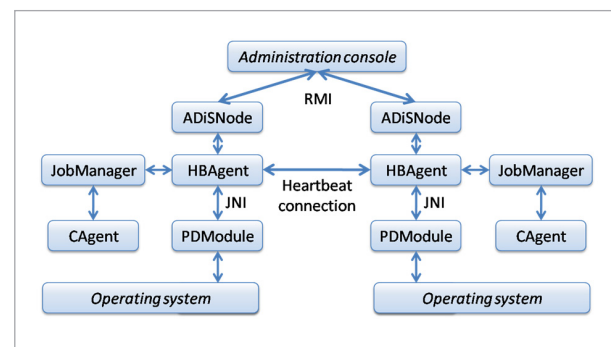 Administration console
RMI
ADiSNode
ADiSNode
JobManager
HBAgent
Heartbeat
connection
HBAgent
JobManager
JNI
JNI
CAgent
PDModule
PDModule
CAgent
Operating system
Operating system